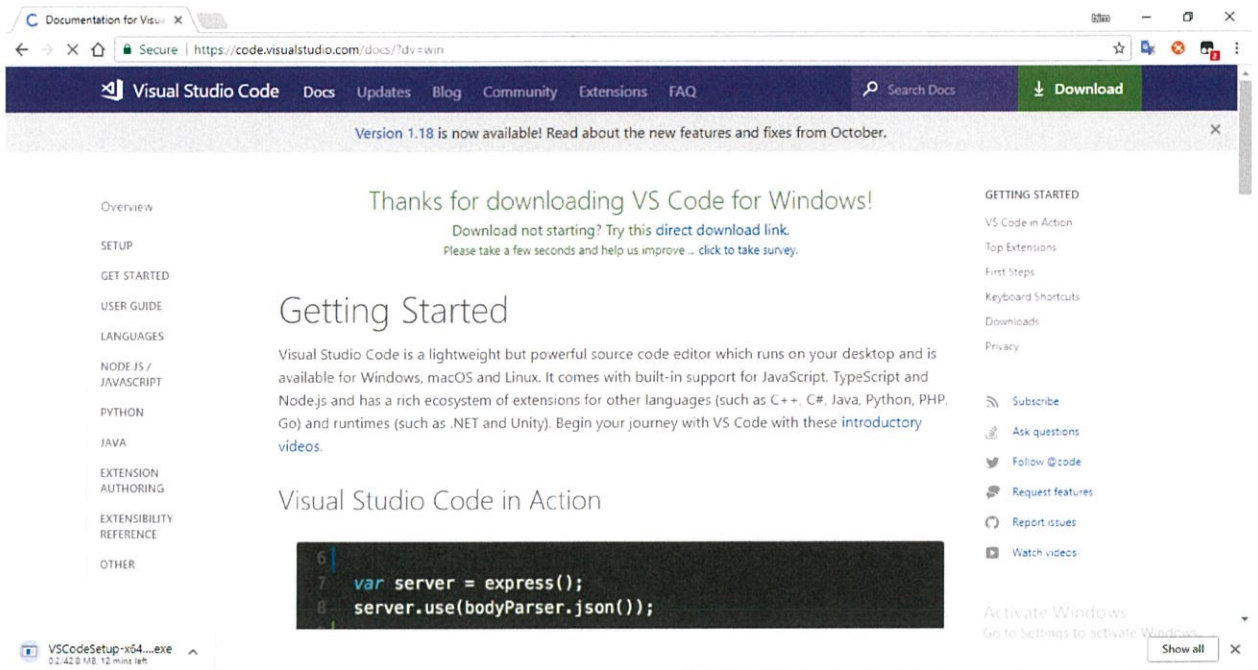 Documentation for Visu
Secure | https://code.visualstudio.com/docs/?dv=win
Visual Studio Code Docs Updates Blog Community Extensions FAQ Search Docs Download
Version 1.18 is now available! Read about the new features and fixes from October.
Thanks for downloading VS Code for Windows!
Download not starting? Try this direct download link.
Please take a few seconds and help us improve ... click to take survey.
Overview
SETUP
GET STARTED
USER GUIDE
LANGUAGES
NODE.JS /
JAVASCRIPT
PYTHON
JAVA
EXTENSION
AUTHORING
EXTENSIBILITY
REFERENCE
OTHER
Getting Started
Visual Studio Code is a lightweight but powerful source code editor which runs on your desktop and is
available for Windows, macOS and Linux. It comes with built-in support for JavaScript, TypeScript and
Node.js and has a rich ecosystem of extensions for other languages (such as C++, C#, Java, Python, PHP,
Go) and runtimes (such as .NET and Unity). Begin your journey with VS Code with these introductory
videos.
Visual Studio Code in Action
6
7 var server = express();
8 server.use(bodyParser.json());
GETTING STARTED
VS Code in Action
Top Extensions
First Steps
Keyboard Shortcuts
Downloads
Privacy
Subscribe
Ask questions
Follow @code
Request features
Report issues
Watch videos
Activate Windows
Go to Settings to activate Windows.
VSCodeSetup-x64....exe
0.2/42.8 MB, 12 mins left
Show all